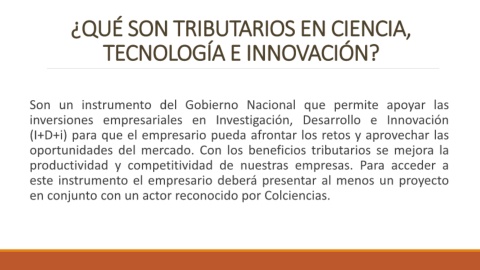 ¿QUÉ SON TRIBUTARIOS EN CIENCIA,
TECNOLOGÍA E INNOVACIÓN?
Son un instrumento del Gobierno Nacional que permite apoyar las
inversiones empresariales en Investigación, Desarrollo e Innovación
(I+D+i) para que el empresario pueda afrontar los retos y aprovechar las
oportunidades del mercado. Con los beneficios tributarios se mejora la
productividad y competitividad de nuestras empresas. Para acceder a
este instrumento el empresario deberá presentar al menos un proyecto
en conjunto con un actor reconocido por Colciencias.